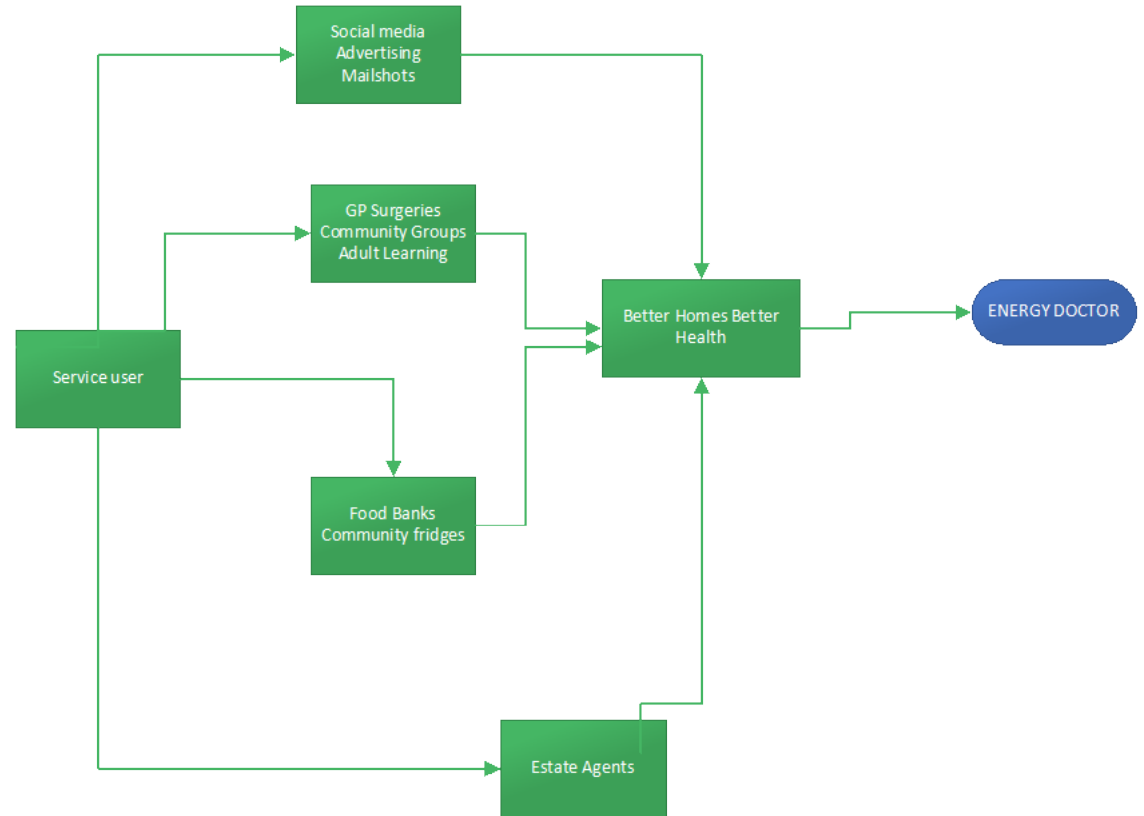 Social media
Advertising
Mailshots
GP Surgeries
Community Groups
Adult Learning
Better Homes Better
Health
ENERGY DOCTOR
Service user
Food Banks
Community fridges
Estate Agents